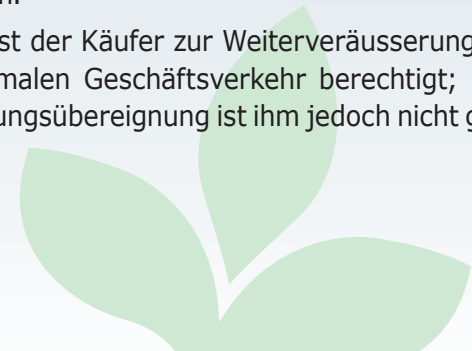 st der Käufer zur Weiterveräusserung
malen Geschäftsverkehr berechtigt;
ungsübereignung ist ihm jedoch nicht g